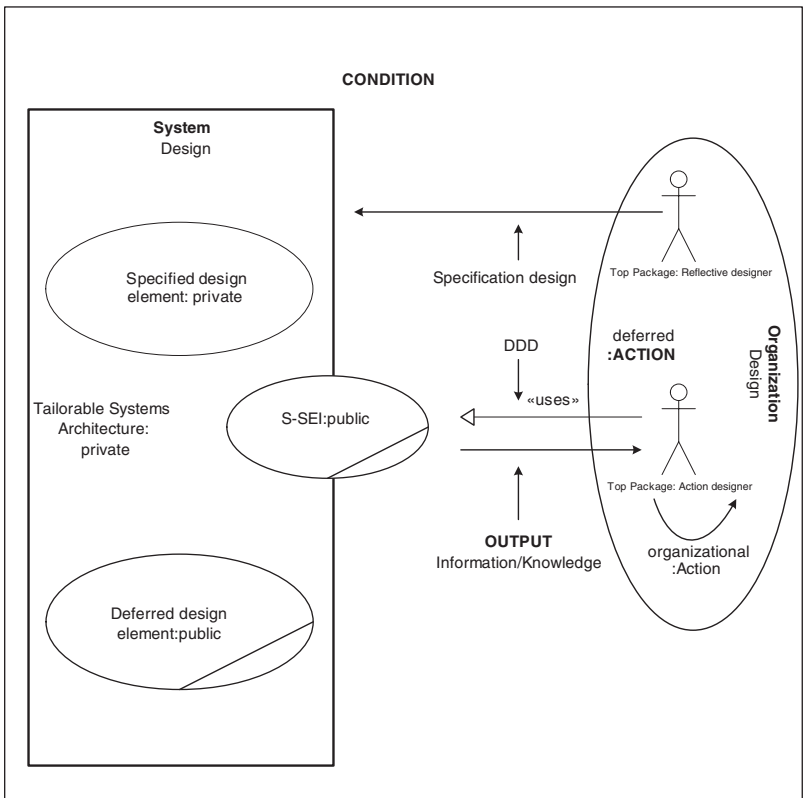 CONDITION
System
Design
Specified design
element: private
Tailorable Systems
Architecture:
private
S-SEI:public
Deferred design
element:public
Specification design
DDD
«uses»
OUTPUT
Information/Knowledge
Top Package: Reflective designer
deferred
:ACTION
Organization
Design
Top Package: Action designer
organizational
:Action